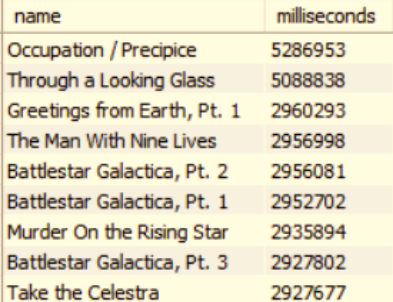 name milliseconds
Occupation / Precipice 5286953
Through a Looking Glass 5088838
Greetings from Earth, Pt. 1 2960293
The Man With Nine Lives 2956998
Battlestar Galactica, Pt. 2 2956081
Battlestar Galactica, Pt. 1 2952702
Murder On the Rising Star 2935894
Battlestar Galactica, Pt. 3 2927802
Take the Celestra 2927677